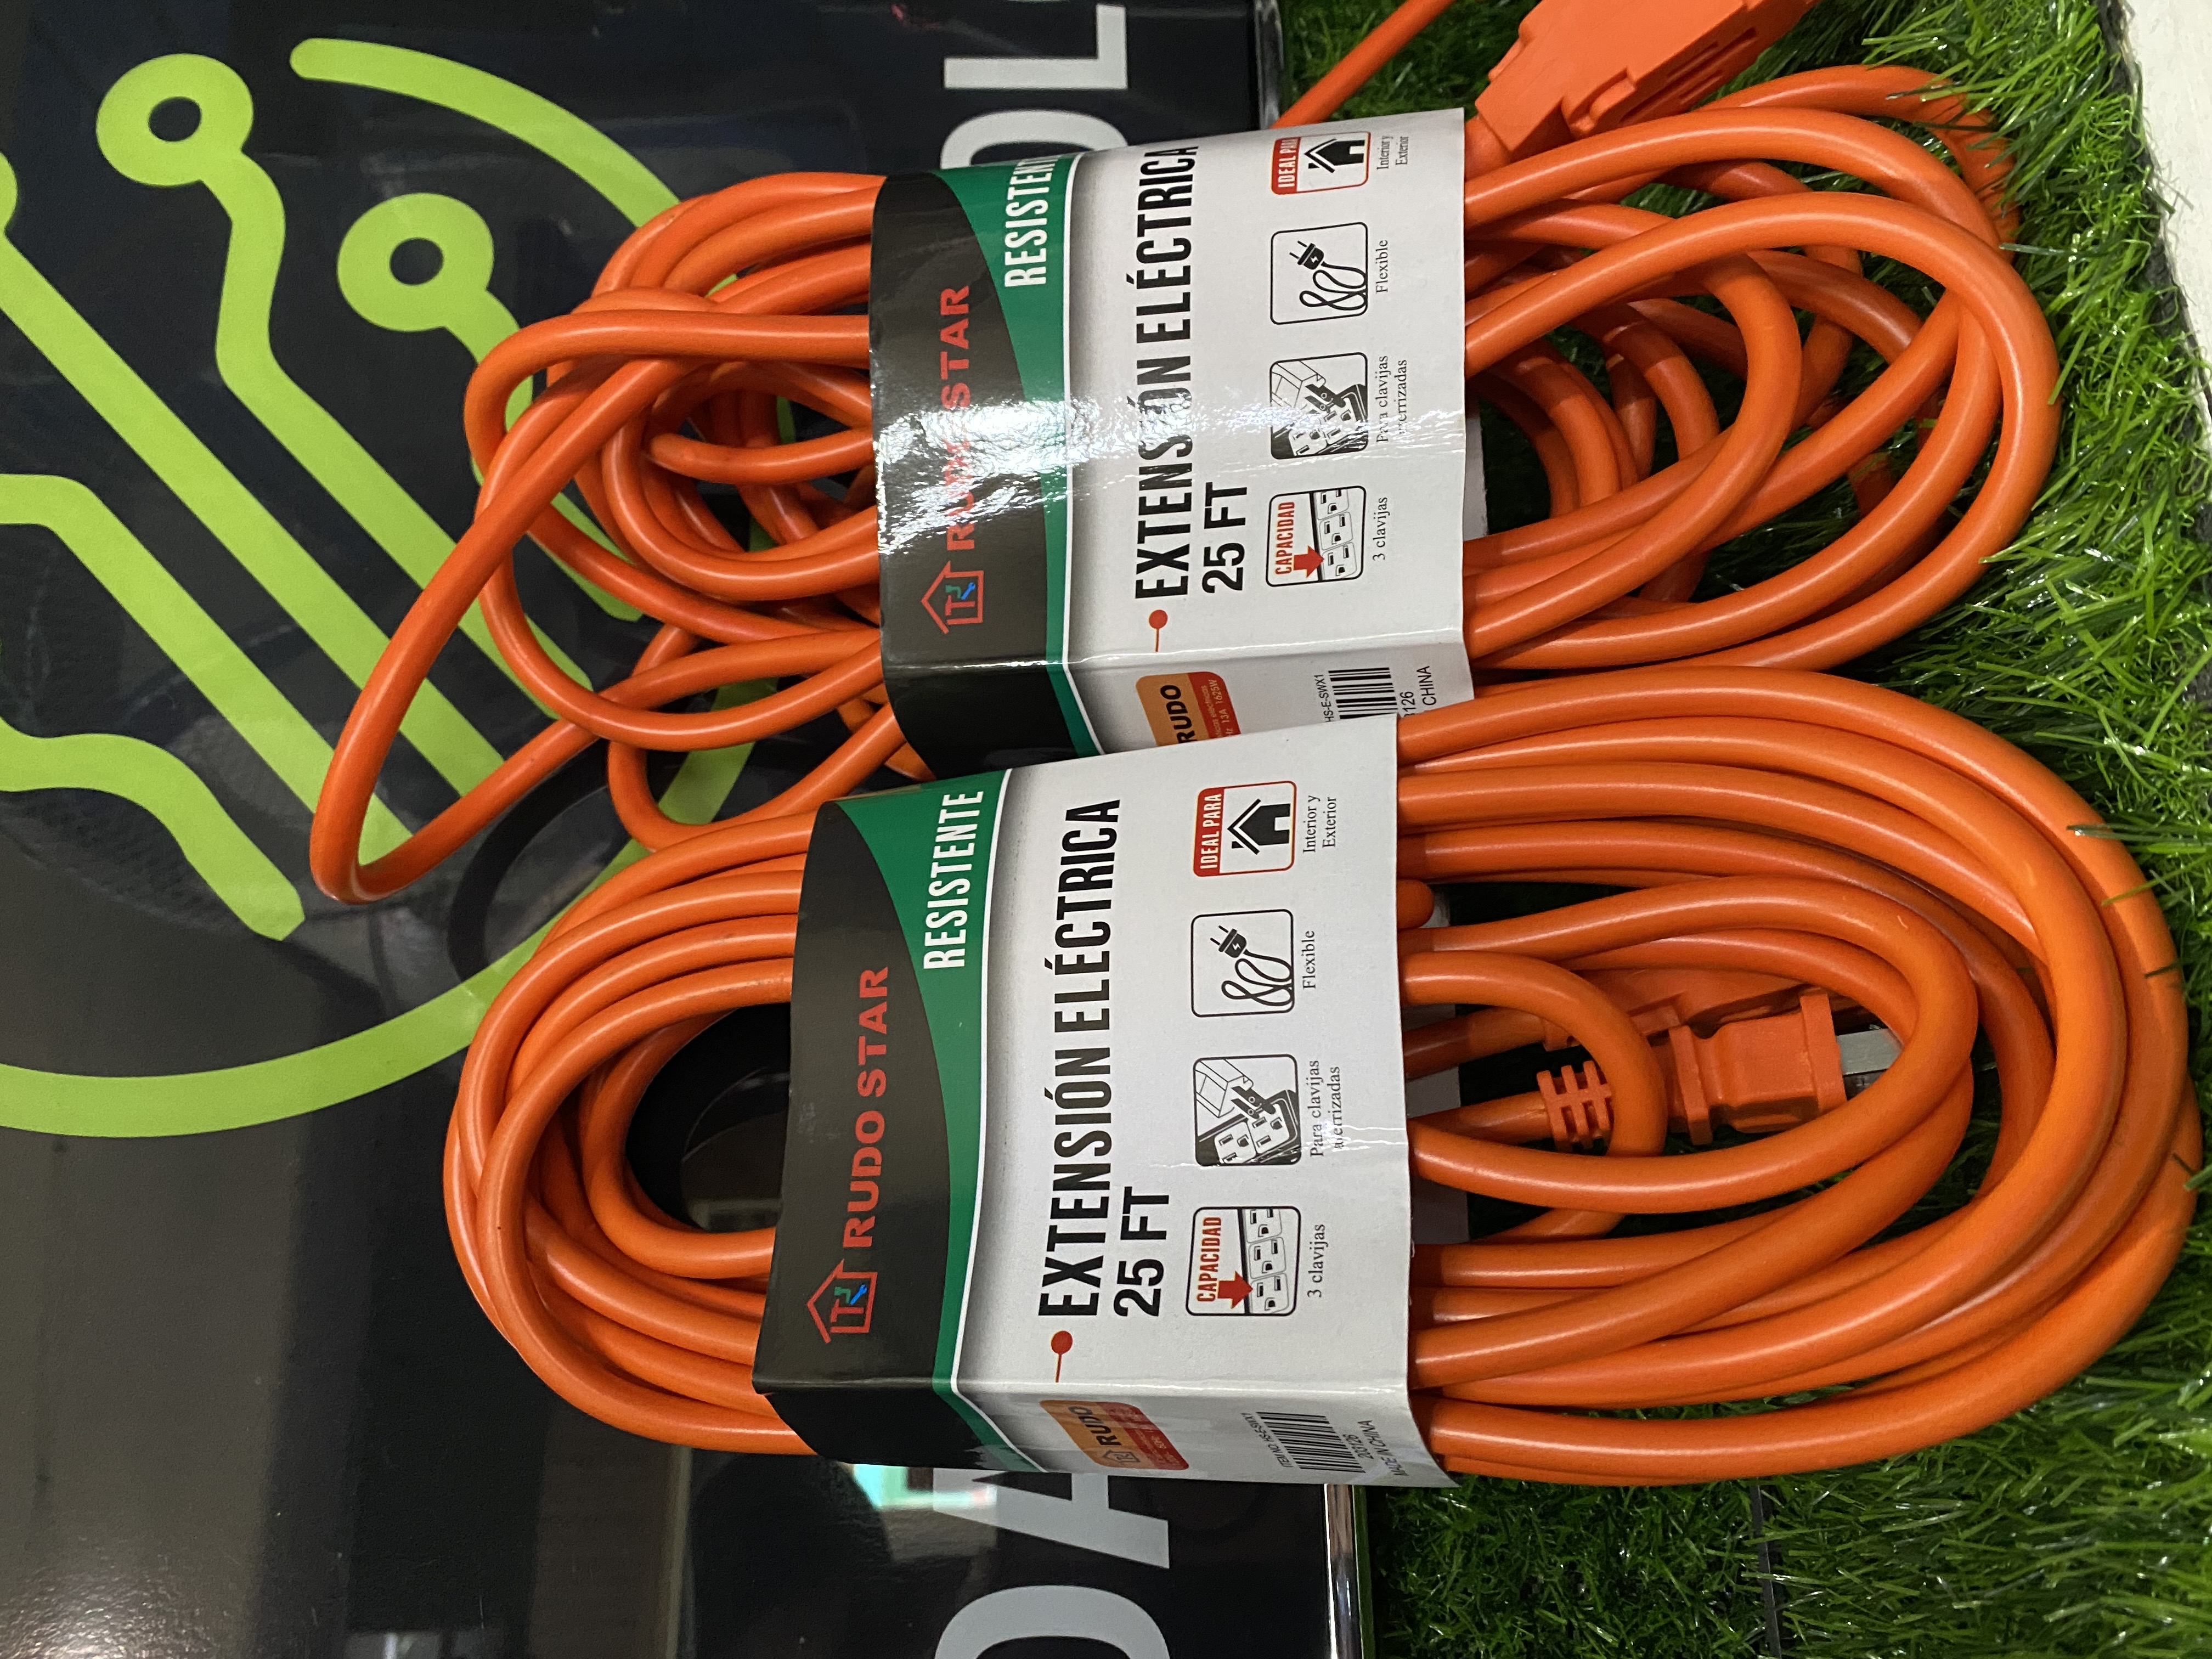 RUDO STAR
RESISTENTE
EXTENSIÓN ELÉCTRICA
25 FT
CAPACIDAD
3 clavijas
Para clavijas
aterrizadas
Flexible
IDEAL PARA
Interior y
Exterior
RUDO
MADE IN CHINA
RUDO STAR
RESISTENTE
EXTENSIÓN ELÉCTRICA
25 FT
CAPACIDAD
3 clavijas
Para clavijas
Flexible
IDEAL PARA
Interior y
Exterior
RUDO
13A 1625W
HS-E-SWX1
CHINA